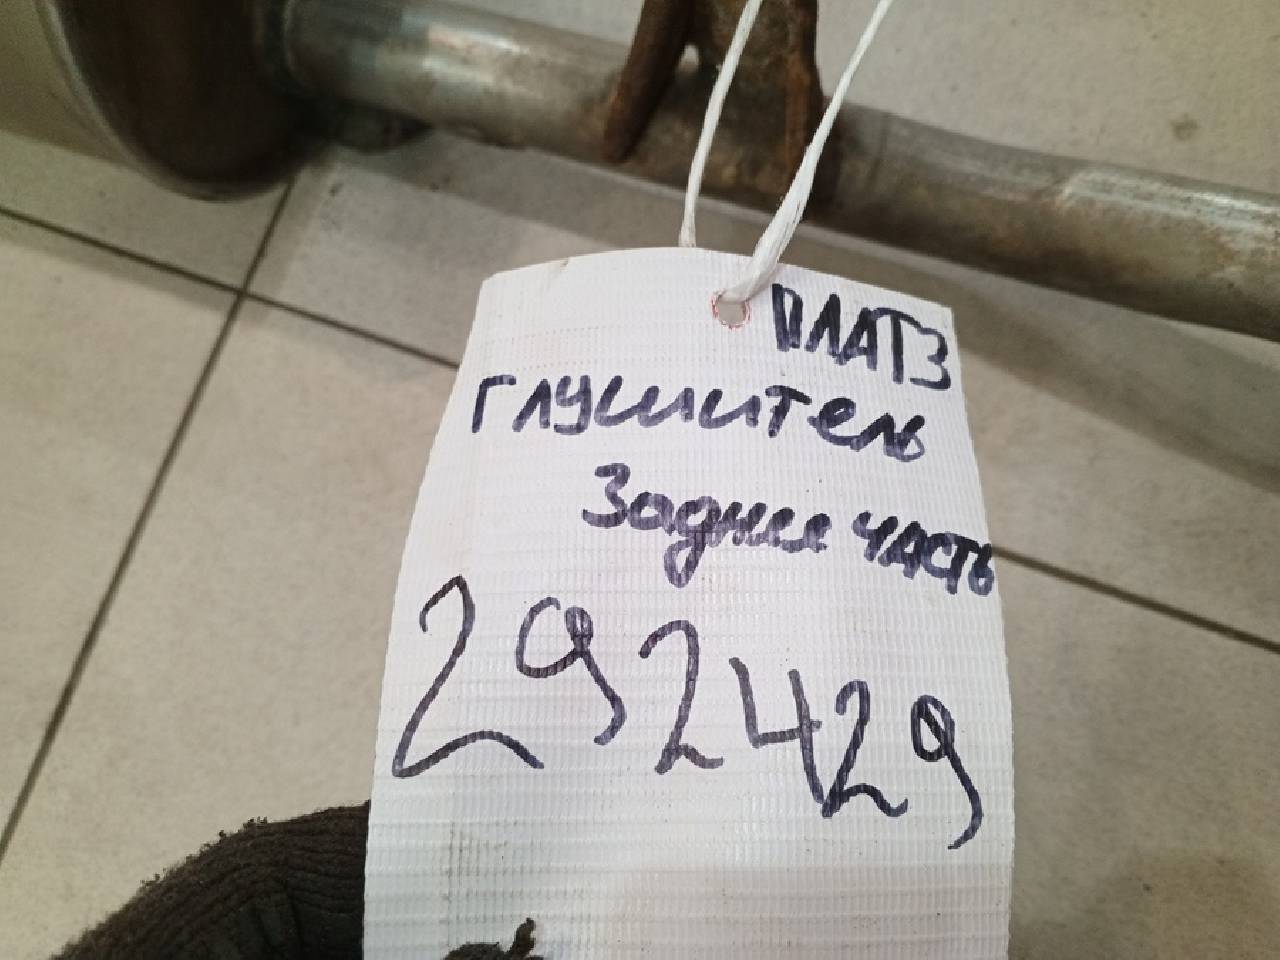 ПЛАТЗ
глушитель
Задняя часть
292429